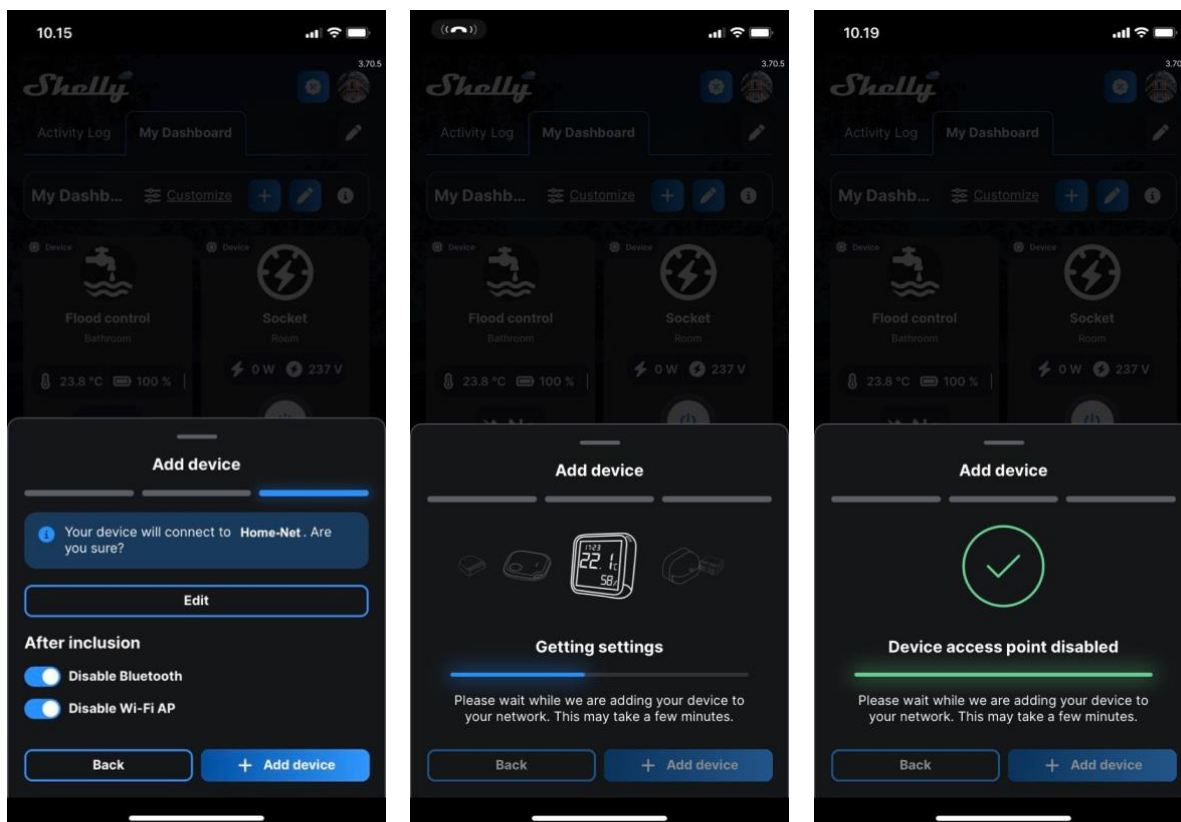 10.15
3.70.5
Shelly
Activity Log My Dashboard
My Dashb... Customize
Device Device
Flood control Socket
Bathroom Room
23.8 °C 100 % 0 W 237 V
Add device
Your device will connect to Home-Net. Are
you sure?
Edit
After inclusion
Disable Bluetooth
Disable Wi-Fi AP
Back + Add device
3.70.5
Shelly
Activity Log My Dashboard
My Dashb... Customize
Device Device
Flood control Socket
Bathroom Room
23.8 °C 100 % 0 W 237 V
Add device
11:23
22.1c
58%
Getting settings
Please wait while we are adding your device to
your network. This may take a few minutes.
Back + Add device
10.19
3.70
Shelly
Activity Log My Dashboard
My Dashb... Customize
Device Device
Flood control Socket
Bathroom Room
23.8 °C 100 % 0 W 237 V
Add device
Device access point disabled
Please wait while we are adding your device to
your network. This may take a few minutes.
Back + Add device